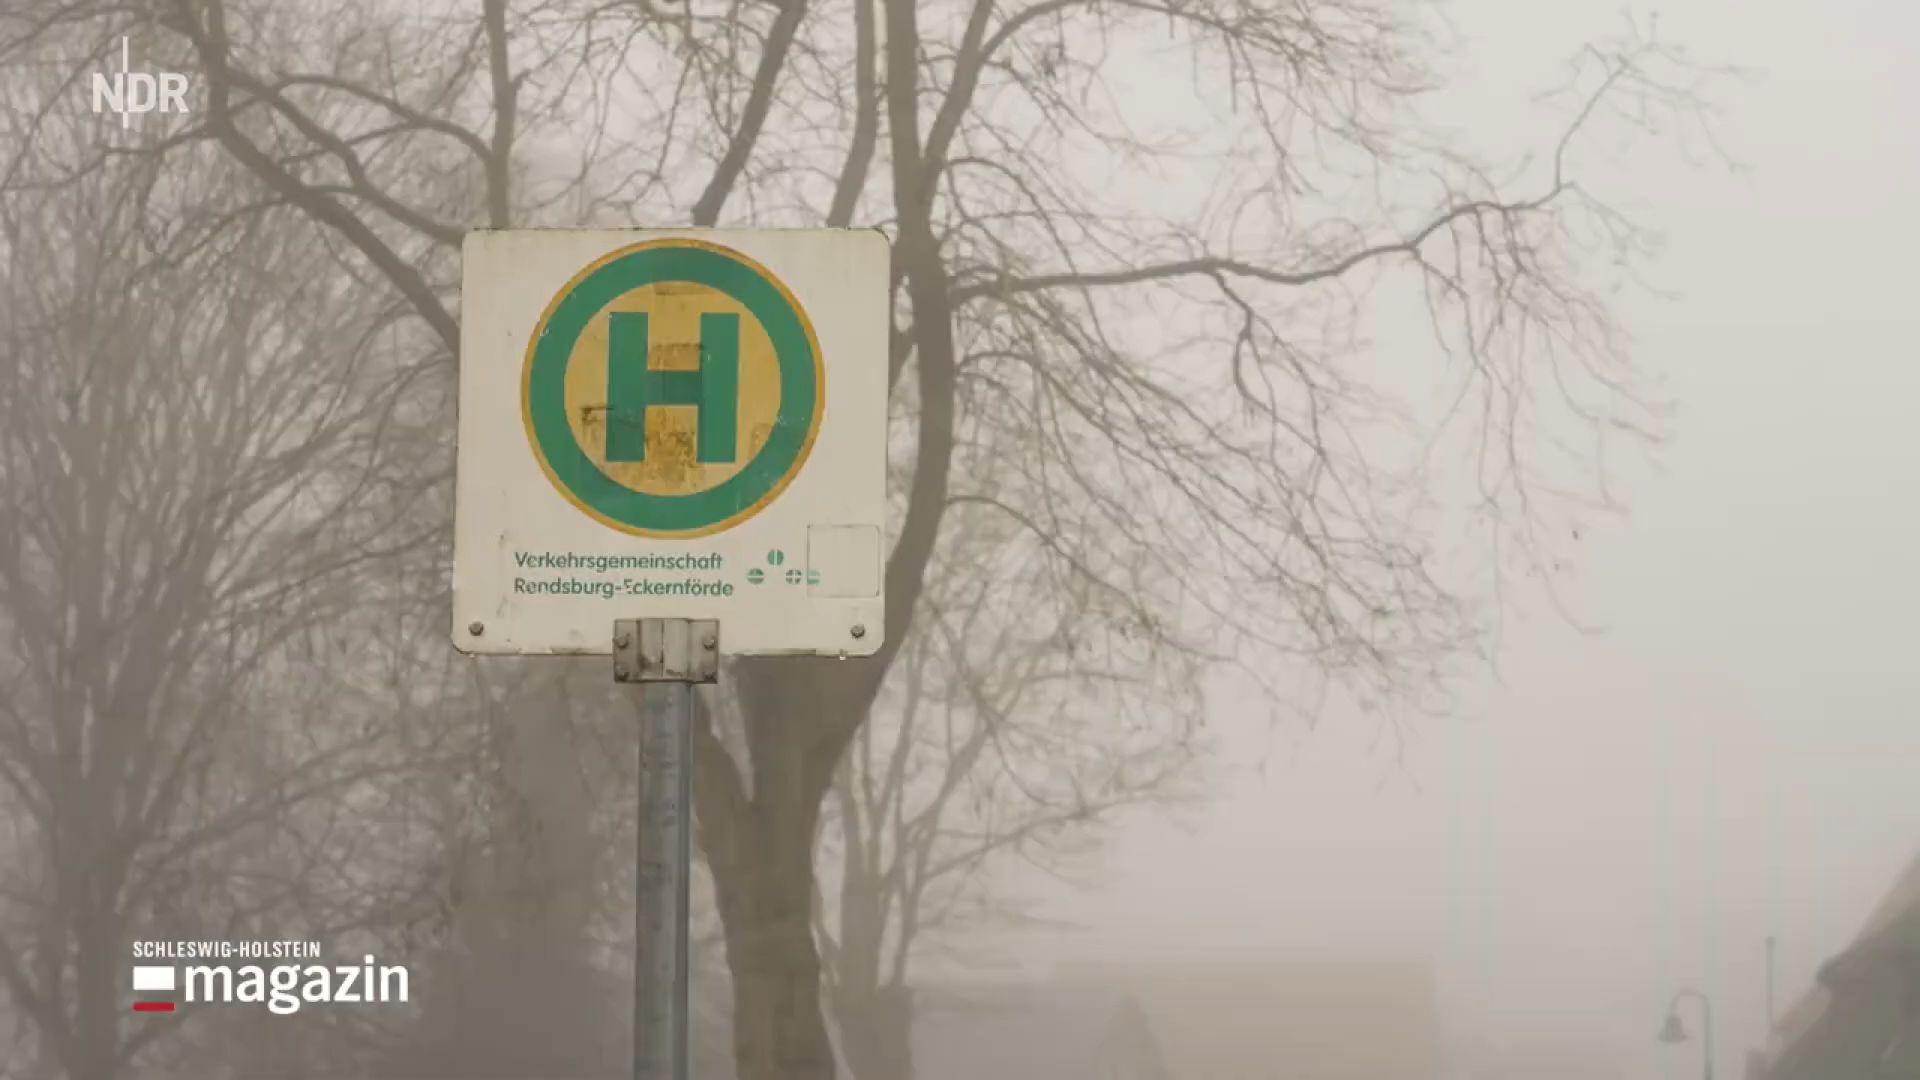 NDR
H
Verkehrsgemeinschaft
Rendsburg-Eckernförde
SCHLESWIG-HOLSTEIN
magazin